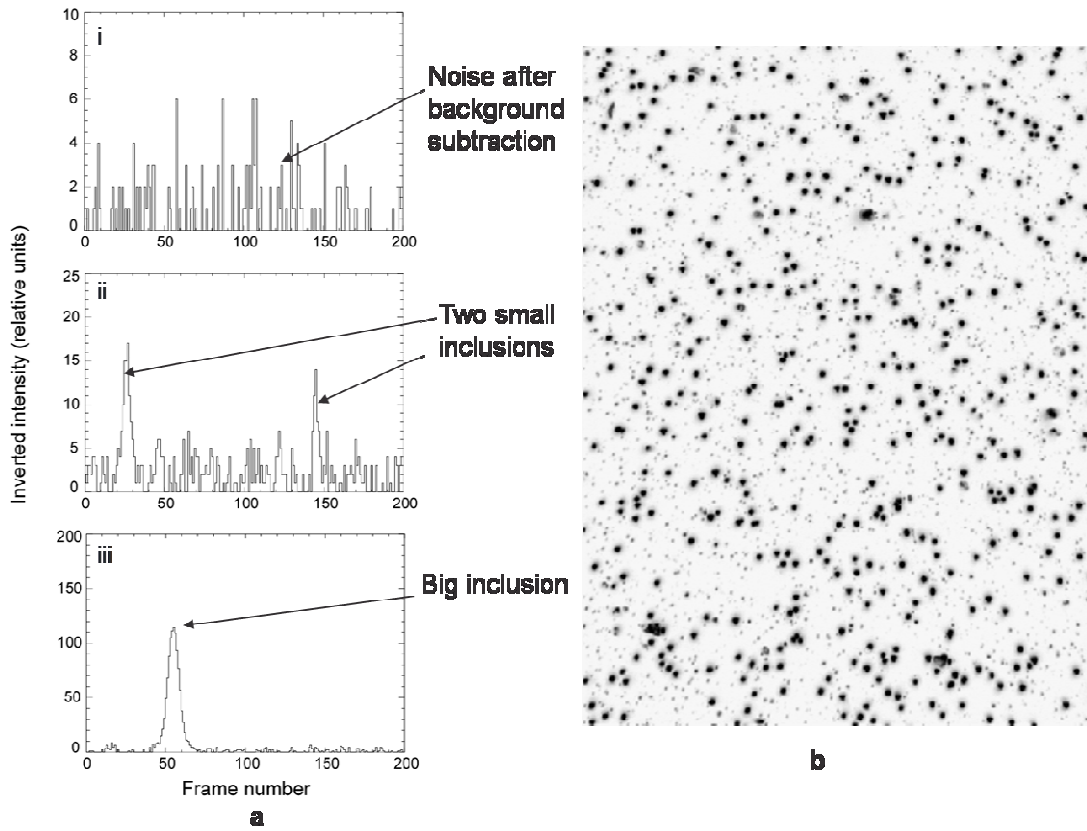 10
8
6
4
2
0
i
0
50
100
150
200
Noise after
background
subtraction
Inverted intensity (relative units)
25
20
15
10
5
0
ii
0
50
100
150
200
Two small
inclusions
200
150
100
50
0
iii
0
50
100
150
200
Big inclusion
Frame number
a
b